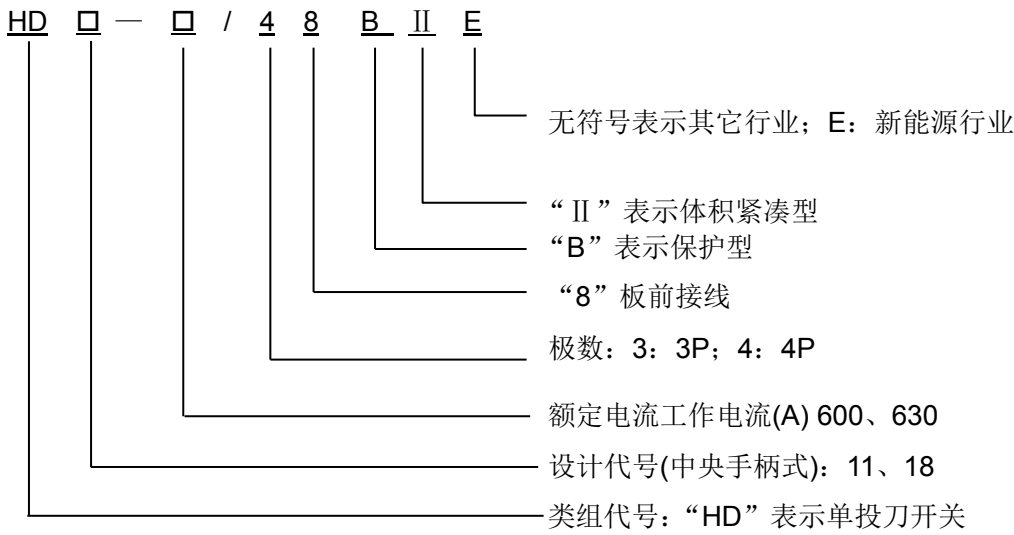 HD □ — □ / 4 8 B Ⅱ E
无符号表示其它行业；E：新能源行业
“Ⅱ”表示体积紧凑型
“B”表示保护型
“8”板前接线
极数：3：3P；4：4P
额定电流工作电流(A) 600、630
设计代号(中央手柄式)：11、18
类组代号：“HD”表示单投刀开关